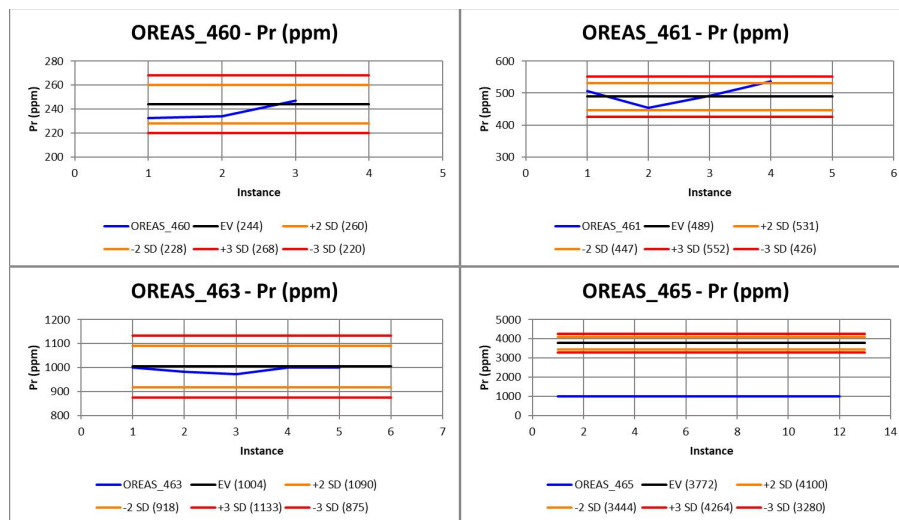 OREAS_460 - Pr (ppm)
280
260
240
220
200
Pr (ppm)
0 1 2 3 4 5
Instance
OREAS_460 EV (244) +2 SD (260)
-2 SD (228) +3 SD (268) -3 SD (220)
OREAS_461 - Pr (ppm)
600
500
400
300
Pr (ppm)
0 1 2 3 4 5 6
Instance
OREAS_461 EV (489) +2 SD (531)
-2 SD (447) +3 SD (552) -3 SD (426)
OREAS_463 - Pr (ppm)
1200
1100
1000
900
800
Pr (ppm)
0 1 2 3 4 5 6 7
Instance
OREAS_463 EV (1004) +2 SD (1090)
-2 SD (918) +3 SD (1133) -3 SD (875)
OREAS_465 - Pr (ppm)
5000
4000
3000
2000
1000
0
Pr (ppm)
0 2 4 6 8 10 12 14
Instance
OREAS_465 EV (3772) +2 SD (4100)
-2 SD (3444) +3 SD (4264) -3 SD (3280)